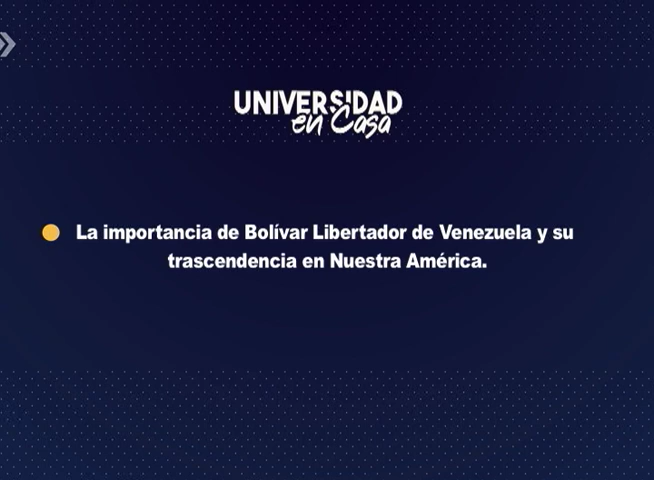 UNIVERSIDAD
en Casa
La importancia de Bolívar Libertador de Venezuela y su
trascendencia en Nuestra América.